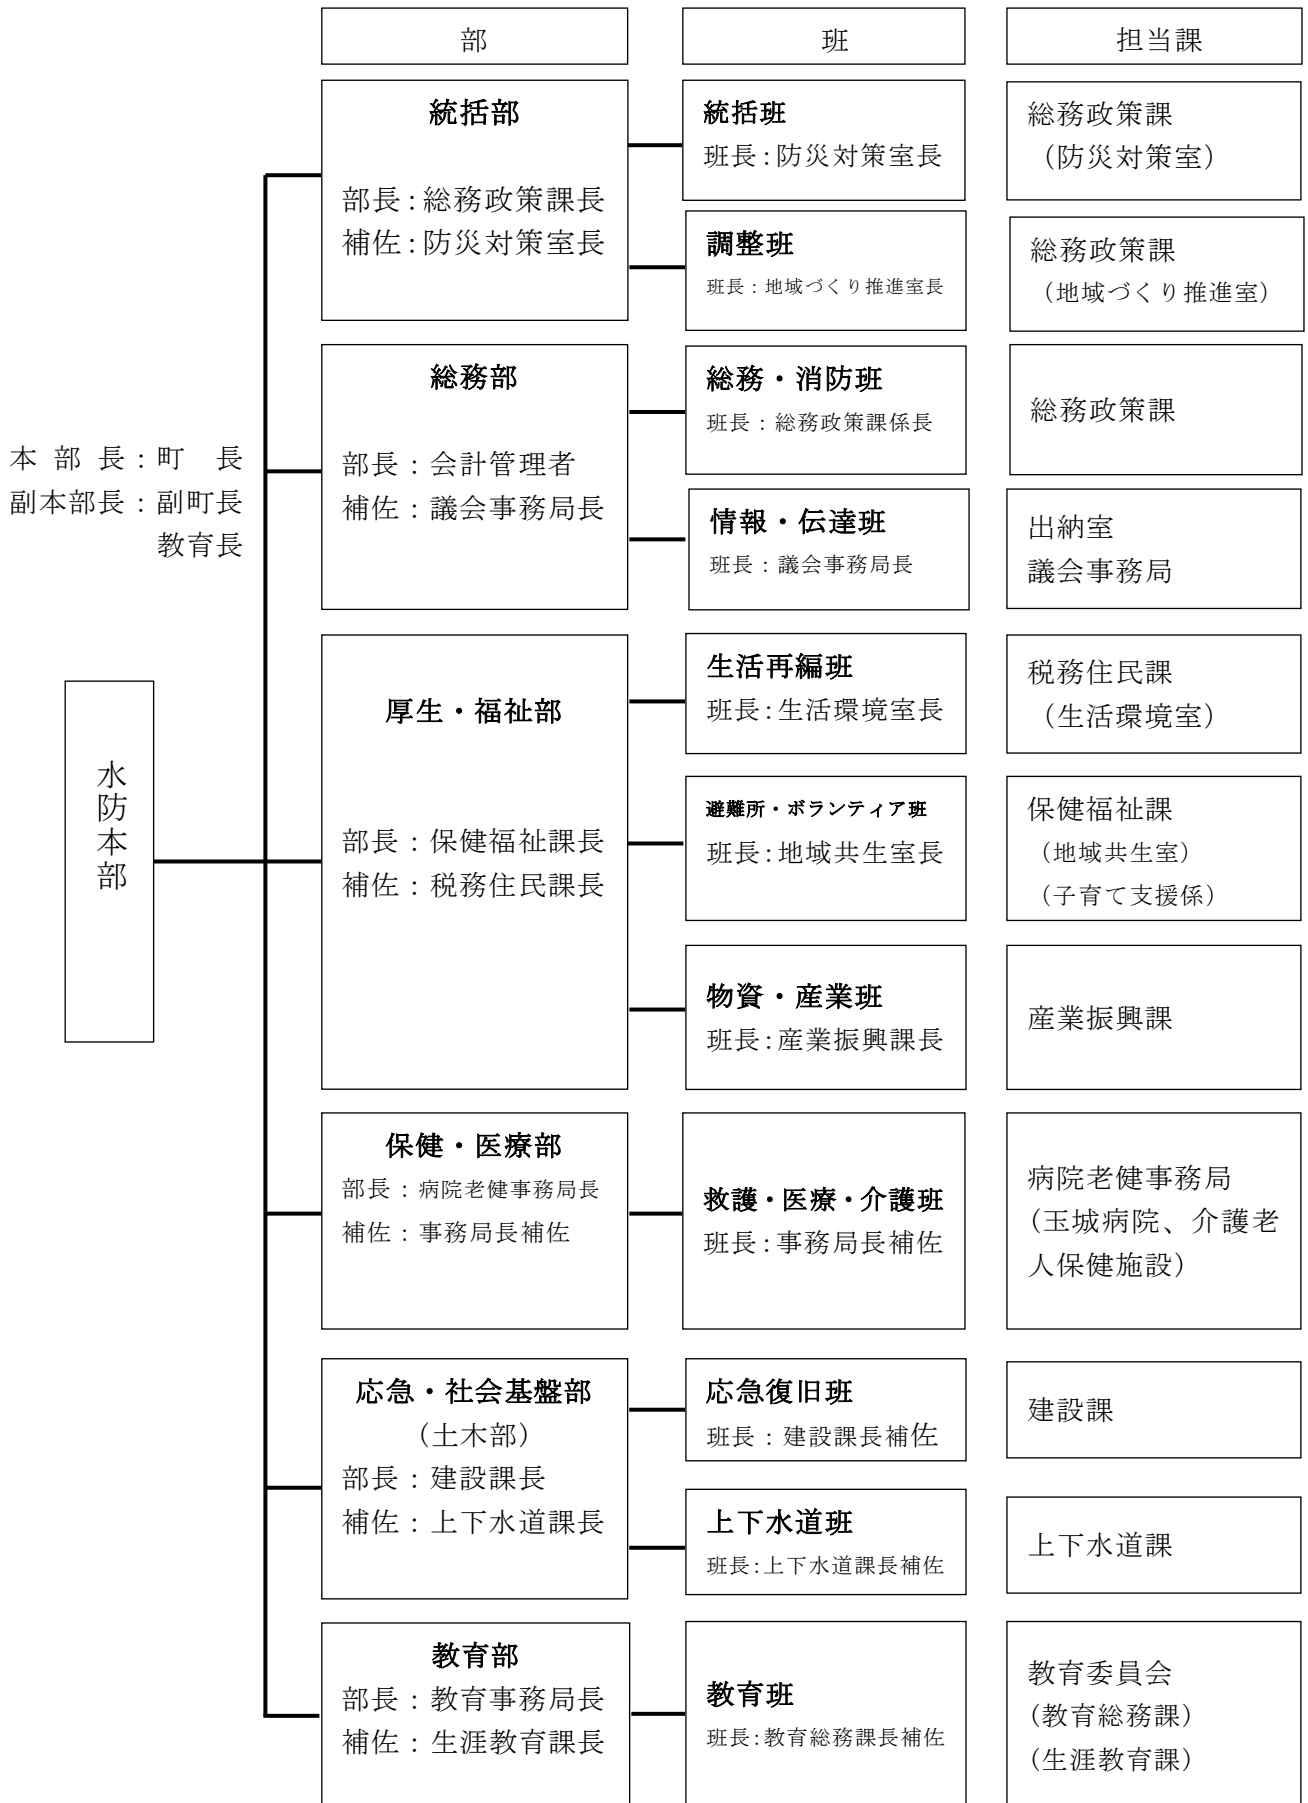 部
班
担当課
本 部 長：町　長
副本部長：副町長
教育長
水防本部
統括部
部長：総務政策課長
補佐：防災対策室長
統括班
班長：防災対策室長
総務政策課
（防災対策室）
調整班
班長：地域づくり推進室長
総務政策課
（地域づくり推進室）
総務部
部長：会計管理者
補佐：議会事務局長
総務・消防班
班長：総務政策課係長
総務政策課
情報・伝達班
班長：議会事務局長
出納室
議会事務局
厚生・福祉部
部長：保健福祉課長
補佐：税務住民課長
生活再編班
班長：生活環境室長
税務住民課
（生活環境室）
避難所・ボランティア班
班長：地域共生室長
保健福祉課
（地域共生室）
（子育て支援係）
物資・産業班
班長：産業振興課長
産業振興課
保健・医療部
部長：病院老健事務局長
補佐：事務局長補佐
救護・医療・介護班
班長：事務局長補佐
病院老健事務局
（玉城病院、介護老
人保健施設）
応急・社会基盤部
（土木部）
部長：建設課長
補佐：上下水道課長
応急復旧班
班長：建設課長補佐
建設課
上下水道班
班長：上下水道課長補佐
上下水道課
教育部
部長：教育事務局長
補佐：生涯教育課長
教育班
班長：教育総務課長補佐
教育委員会
（教育総務課）
（生涯教育課）